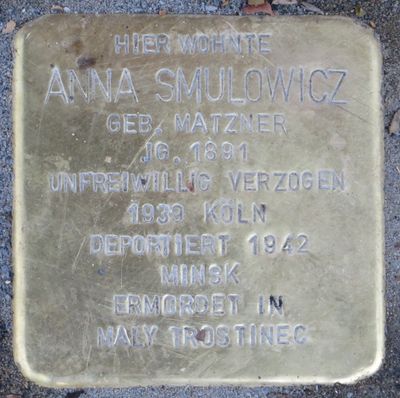 HIER WOHNTE
ANNA SMULOWICZ
GEB. MATZNER
JG. 1891
UNFREIWILLIG VERZOGEN
1939 KÖLN
DEPORTIERT 1942
MINSK
ERMORDET IN
MALY TROSTINEC